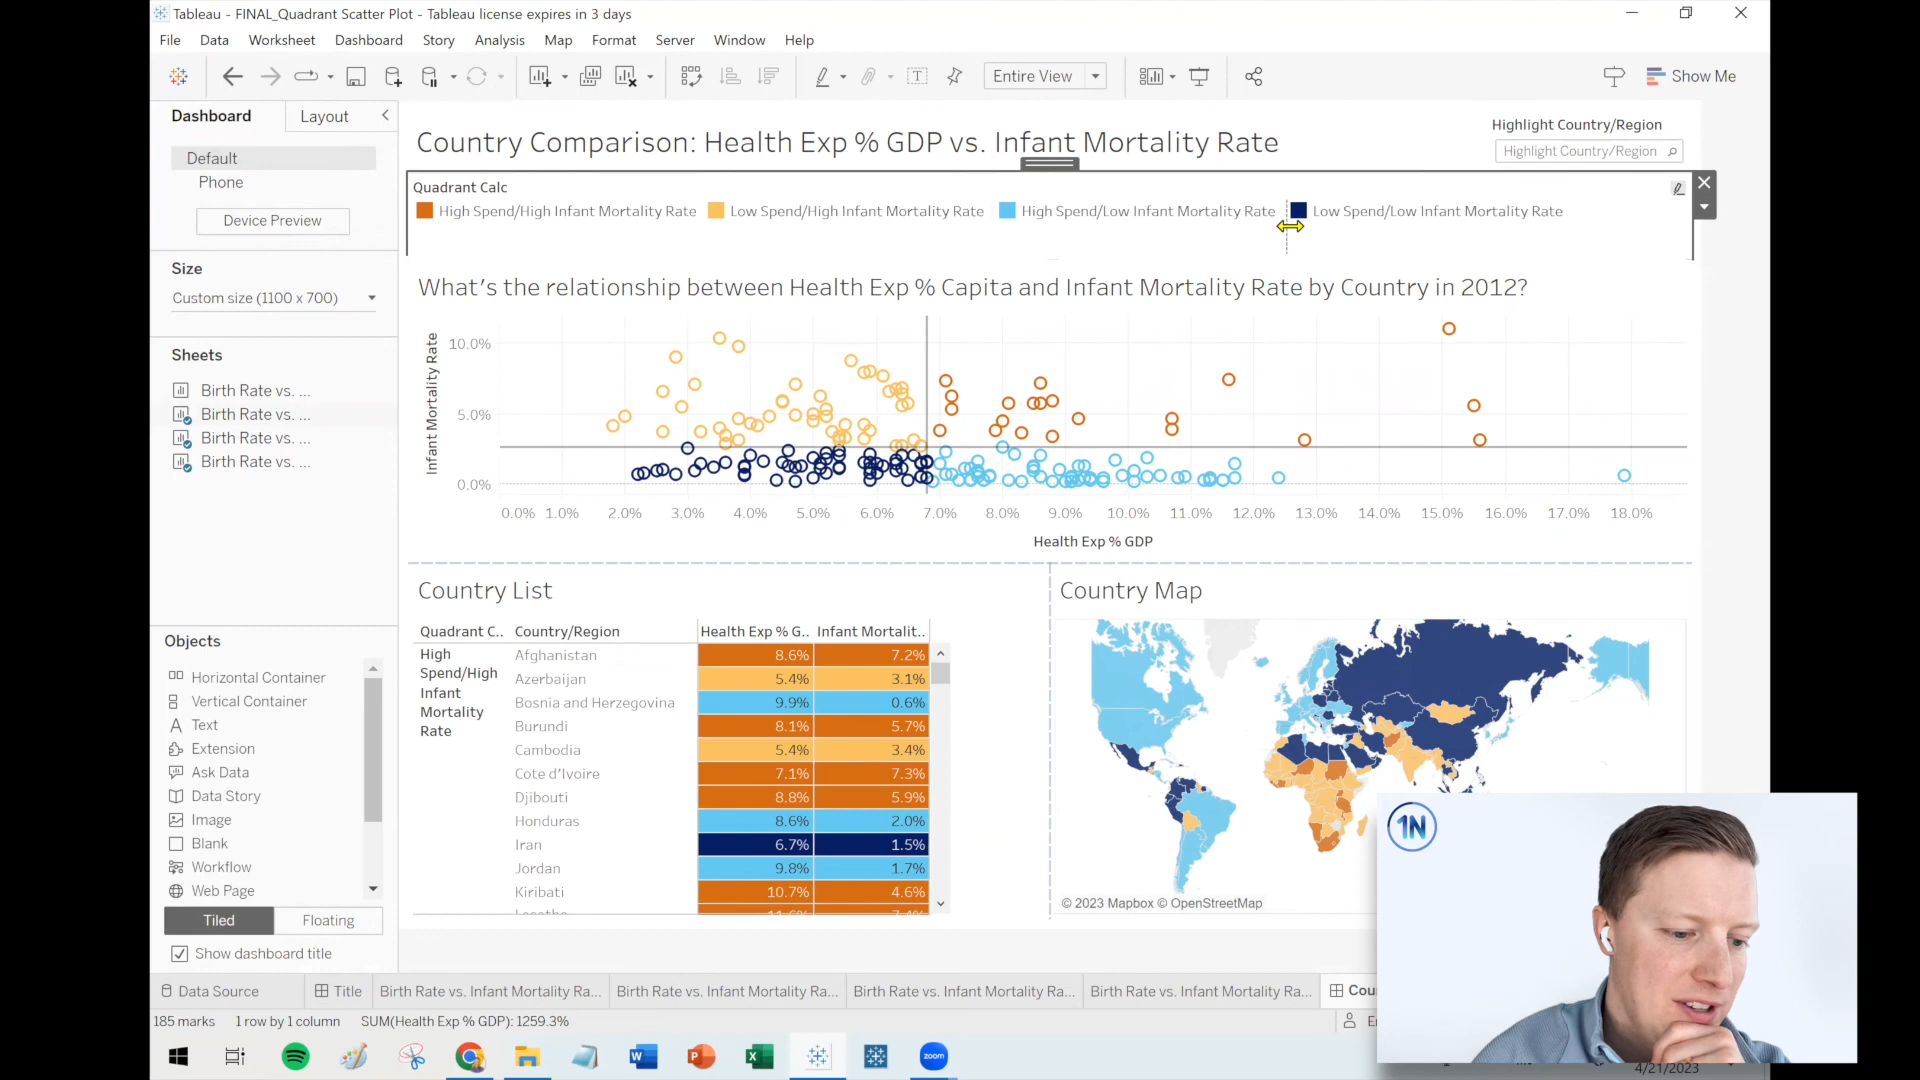 Tableau - FINAL_Quadrant Scatter Plot - Tableau license expires in 3 days
File Data Worksheet Dashboard Story Analysis Map Format Server Window Help
Entire View
Show Me
Dashboard Layout
Default
Phone
Device Preview
Size
Custom size (1100 x 700)
Sheets
Birth Rate vs. ...
Birth Rate vs. ...
Birth Rate vs. ...
Birth Rate vs. ...
Objects
Horizontal Container
Vertical Container
Text
Extension
Ask Data
Data Story
Image
Blank
Workflow
Web Page
Tiled Floating
Show dashboard title
Country Comparison: Health Exp % GDP vs. Infant Mortality Rate
Highlight Country/Region
Highlight Country/Region
Quadrant Calc
High Spend/High Infant Mortality Rate Low Spend/High Infant Mortality Rate High Spend/Low Infant Mortality Rate Low Spend/Low Infant Mortality Rate
What's the relationship between Health Exp % Capita and Infant Mortality Rate by Country in 2012?
Infant Mortality Rate
10.0%
5.0%
0.0%
0.0% 1.0% 2.0% 3.0% 4.0% 5.0% 6.0% 7.0% 8.0% 9.0% 10.0% 11.0% 12.0% 13.0% 14.0% 15.0% 16.0% 17.0% 18.0%
Health Exp % GDP
Country List
Quadrant C.. Country/Region Health Exp % G.. Infant Mortalit..
High
Spend/High
Infant
Mortality
Rate
Afghanistan 8.6% 7.2%
Azerbaijan 5.4% 3.1%
Bosnia and Herzegovina 9.9% 0.6%
Burundi 8.1% 5.7%
Cambodia 5.4% 3.4%
Cote d'Ivoire 7.1% 7.3%
Djibouti 8.8% 5.9%
Honduras 8.6% 2.0%
Iran 6.7% 1.5%
Jordan 9.8% 1.7%
Kiribati 10.7% 4.6%
Country Map
© 2023 Mapbox © OpenStreetMap
1N
Data Source Title Birth Rate vs. Infant Mortality Ra... Birth Rate vs. Infant Mortality Ra... Birth Rate vs. Infant Mortality Ra... Birth Rate vs. Infant Mortality Ra... Cou
185 marks 1 row by 1 column SUM(Health Exp % GDP): 1259.3%
zoom
4/21/2023